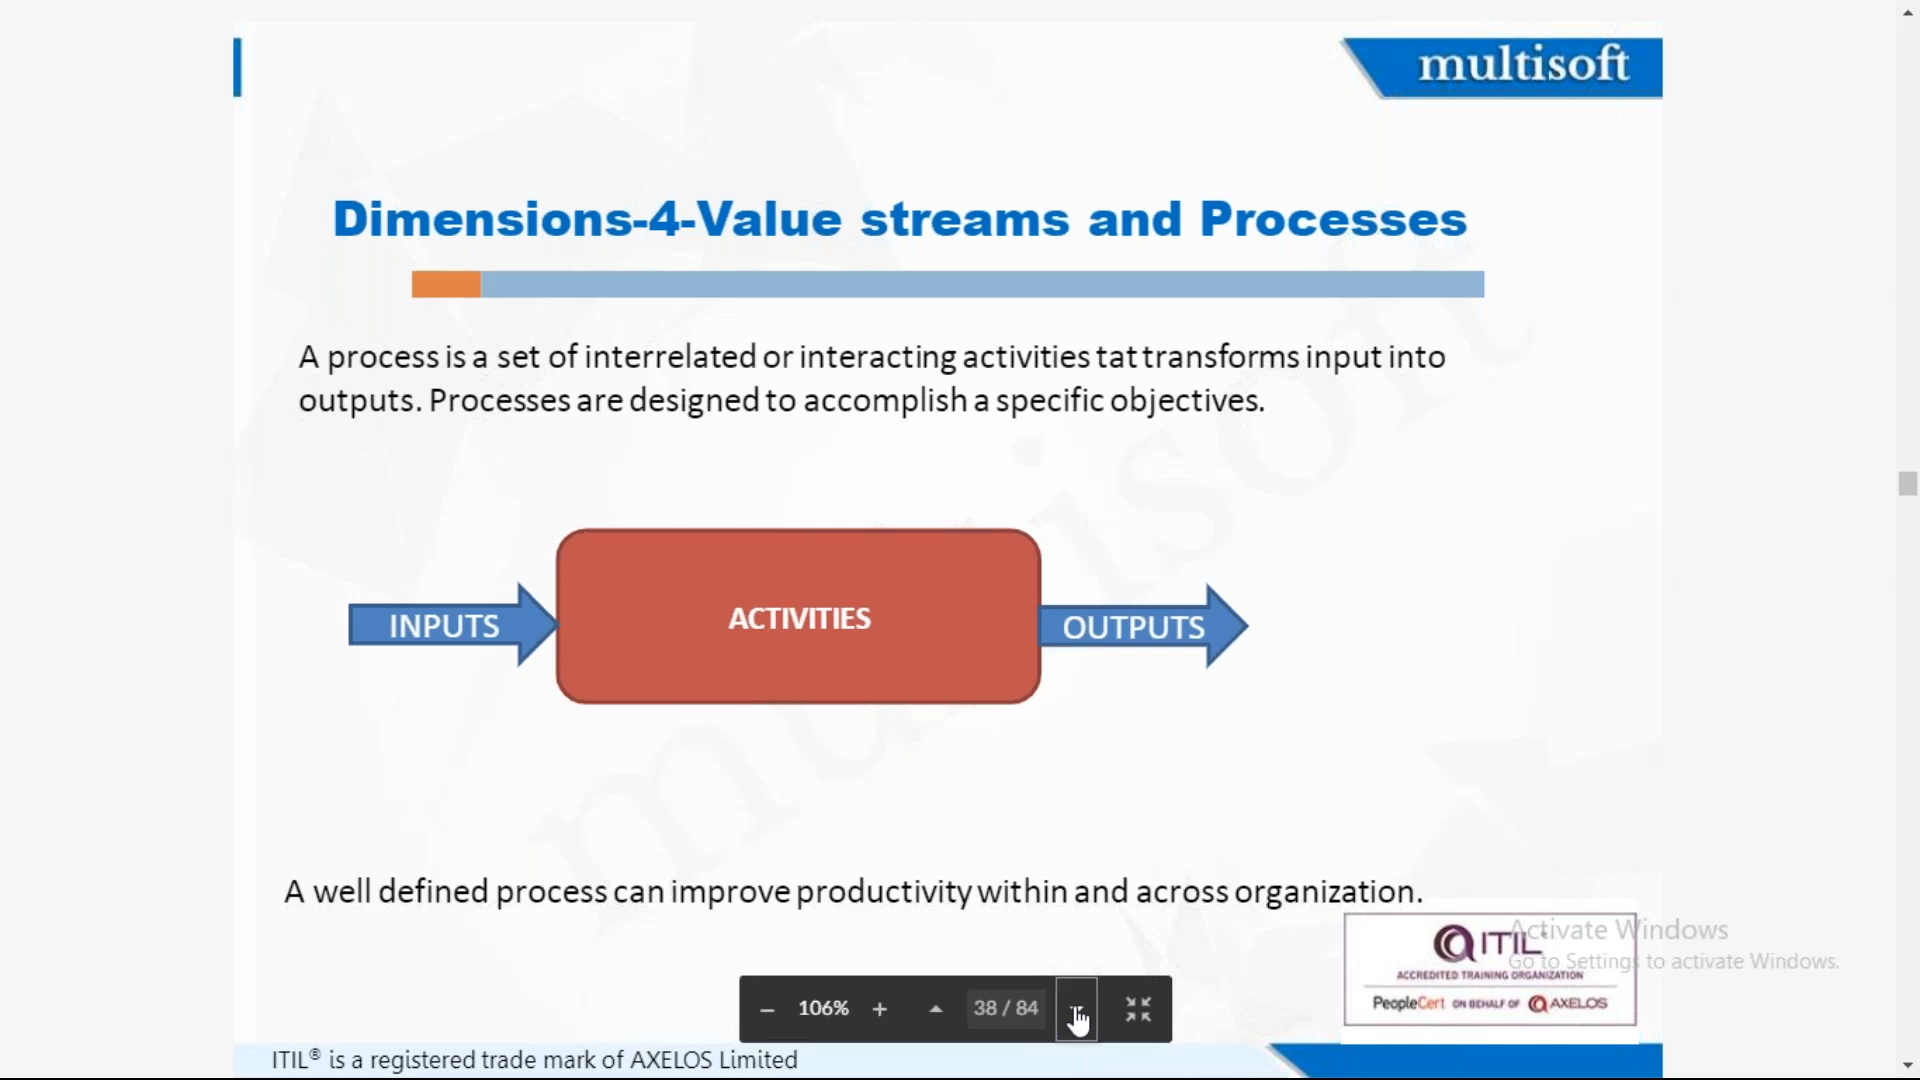 multisoft
Dimensions-4-Value streams and Processes
A process is a set of interrelated or interacting activities tat transforms input into
outputs. Processes are designed to accomplish a specific objectives.
INPUTS
ACTIVITIES
OUTPUTS
multisoft
A well defined process can improve productivity within and across organization.
Activate Windows
Go to Settings to activate Windows.
ITIL
ACCREDITED TRAINING ORGANIZATION
PeopleCert ON BEHALF OF AXELOS
106%
38 / 84
ITIL® is a registered trade mark of AXELOS Limited